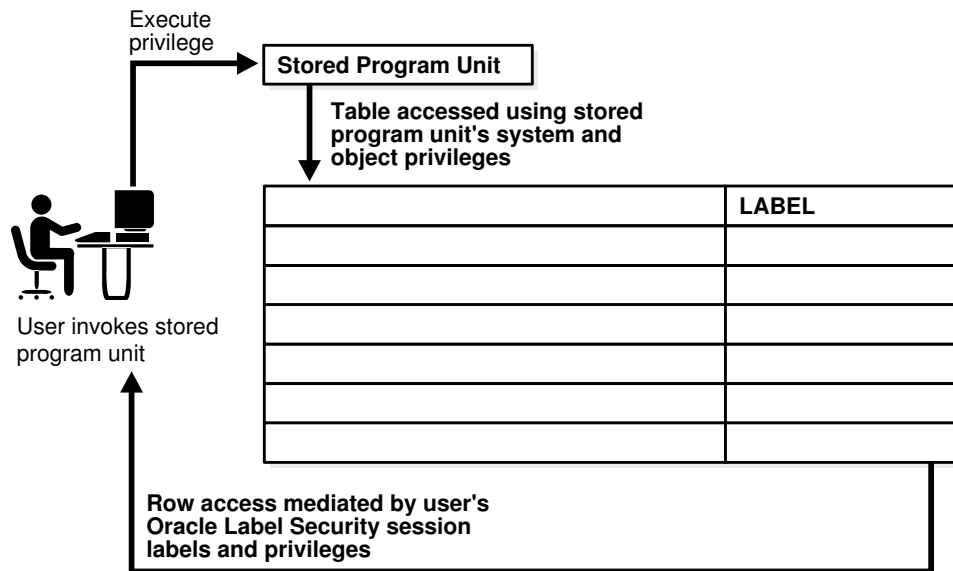 Execute
privilege
Stored Program Unit
Table accessed using stored
program unit's system and
object privileges
LABEL
User invokes stored
program unit
Row access mediated by user's
Oracle Label Security session
labels and privileges